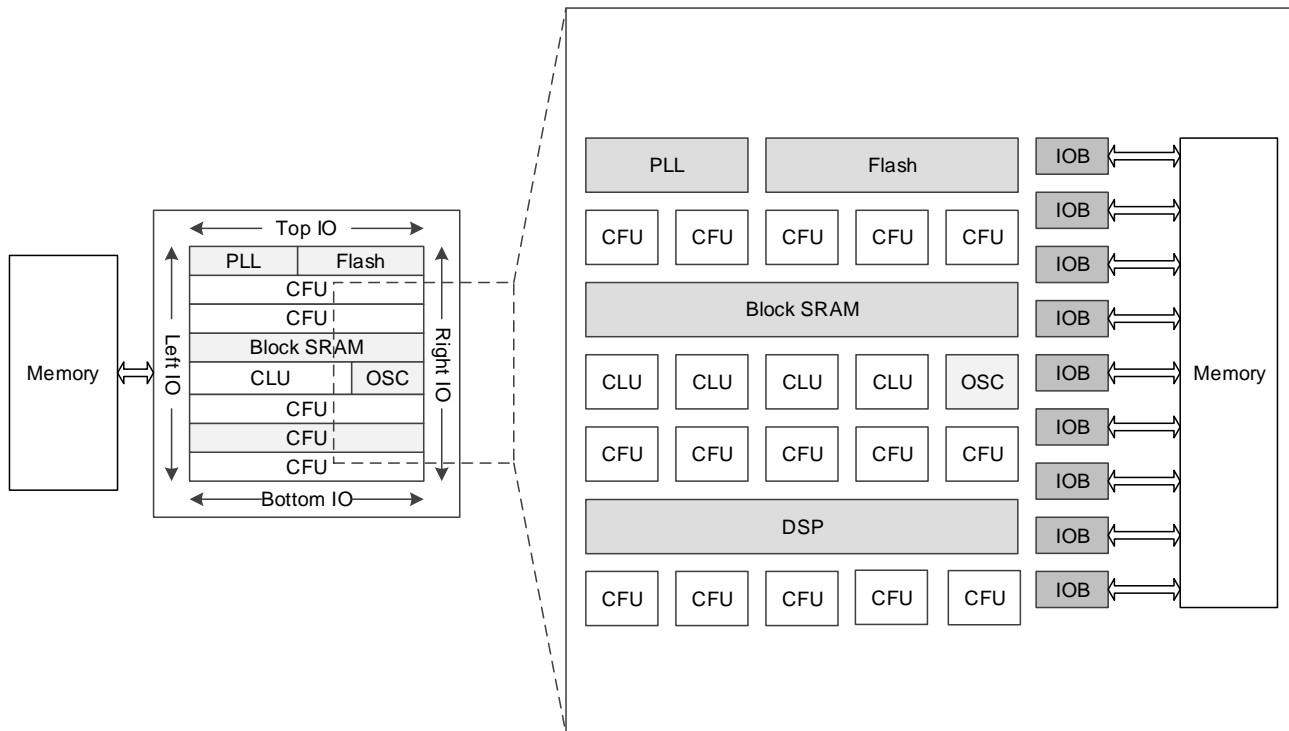 Memory
Top IO
Left IO
PLL Flash
CFU
CFU
Block SRAM
CLU OSC
CFU
CFU
CFU
Right IO
Bottom IO
PLL Flash IOB
CFU CFU CFU CFU CFU IOB
IOB
Block SRAM IOB
CLU CLU CLU CLU OSC IOB
CFU CFU CFU CFU CFU IOB
IOB
DSP IOB
CFU CFU CFU CFU CFU IOB
Memory